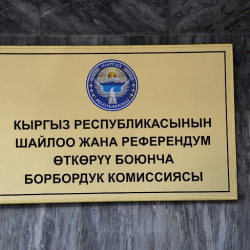 КЫРГЫЗ РЕСПУБЛИКАСЫНЫН
ШАЙЛОО ЖАНА РЕФЕРЕНДУМ
ӨТКӨРҮҮ БОЮНЧА
БОРБОРДУК КОМИССИЯСЫ